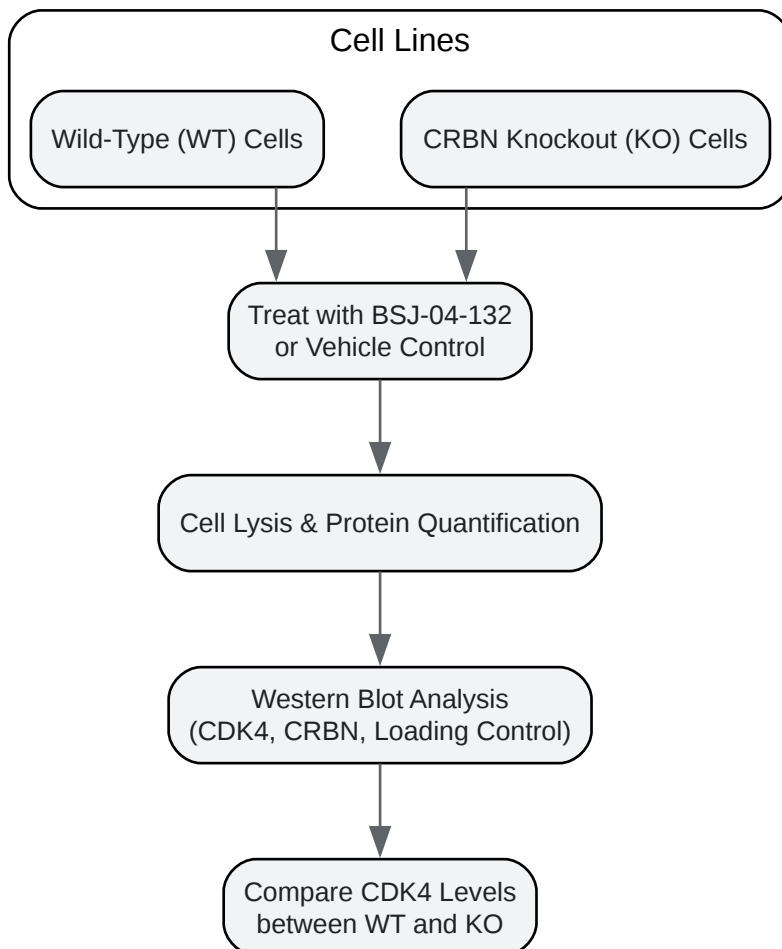 Cell Lines
Wild-Type (WT) Cells
CRBN Knockout (KO) Cells
Treat with BSJ-04-132
or Vehicle Control
Cell Lysis & Protein Quantification
Western Blot Analysis
(CDK4, CRBN, Loading Control)
Compare CDK4 Levels
between WT and KO